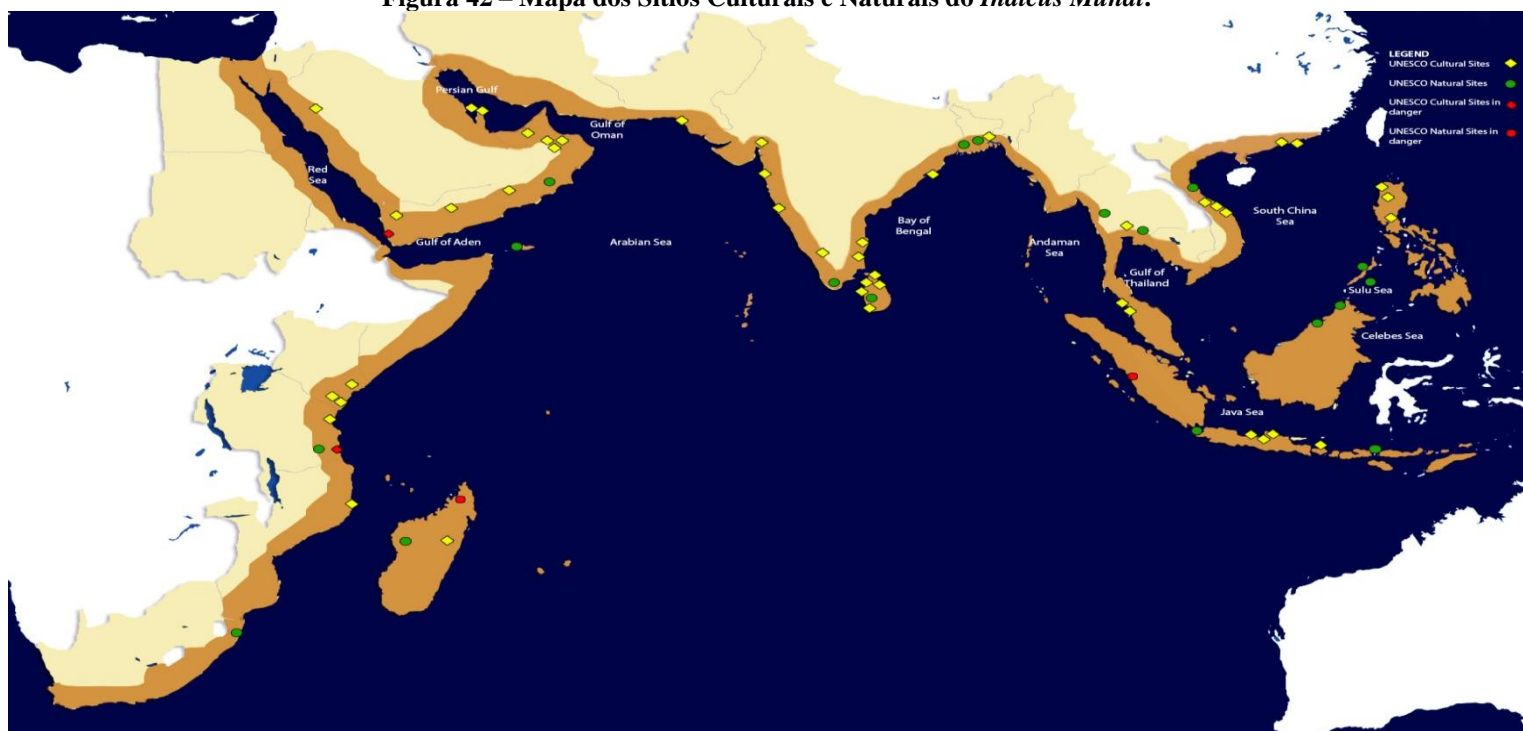 Figura 42 – Mapa dos Sítios Culturais e Naturais do Indicus Mundi.
LEGEND
UNESCO Cultural Sites
UNESCO Natural Sites
UNESCO Cultural Sites in
danger
UNESCO Natural Sites in
danger
Persian Gulf
Gulf of
Oman
Red
Sea
Gulf of Aden
Arabian Sea
Bay of
Bengal
Andaman
Sea
Gulf of
Thailand
South China
Sea
Sulu Sea
Celebes Sea
Java Sea